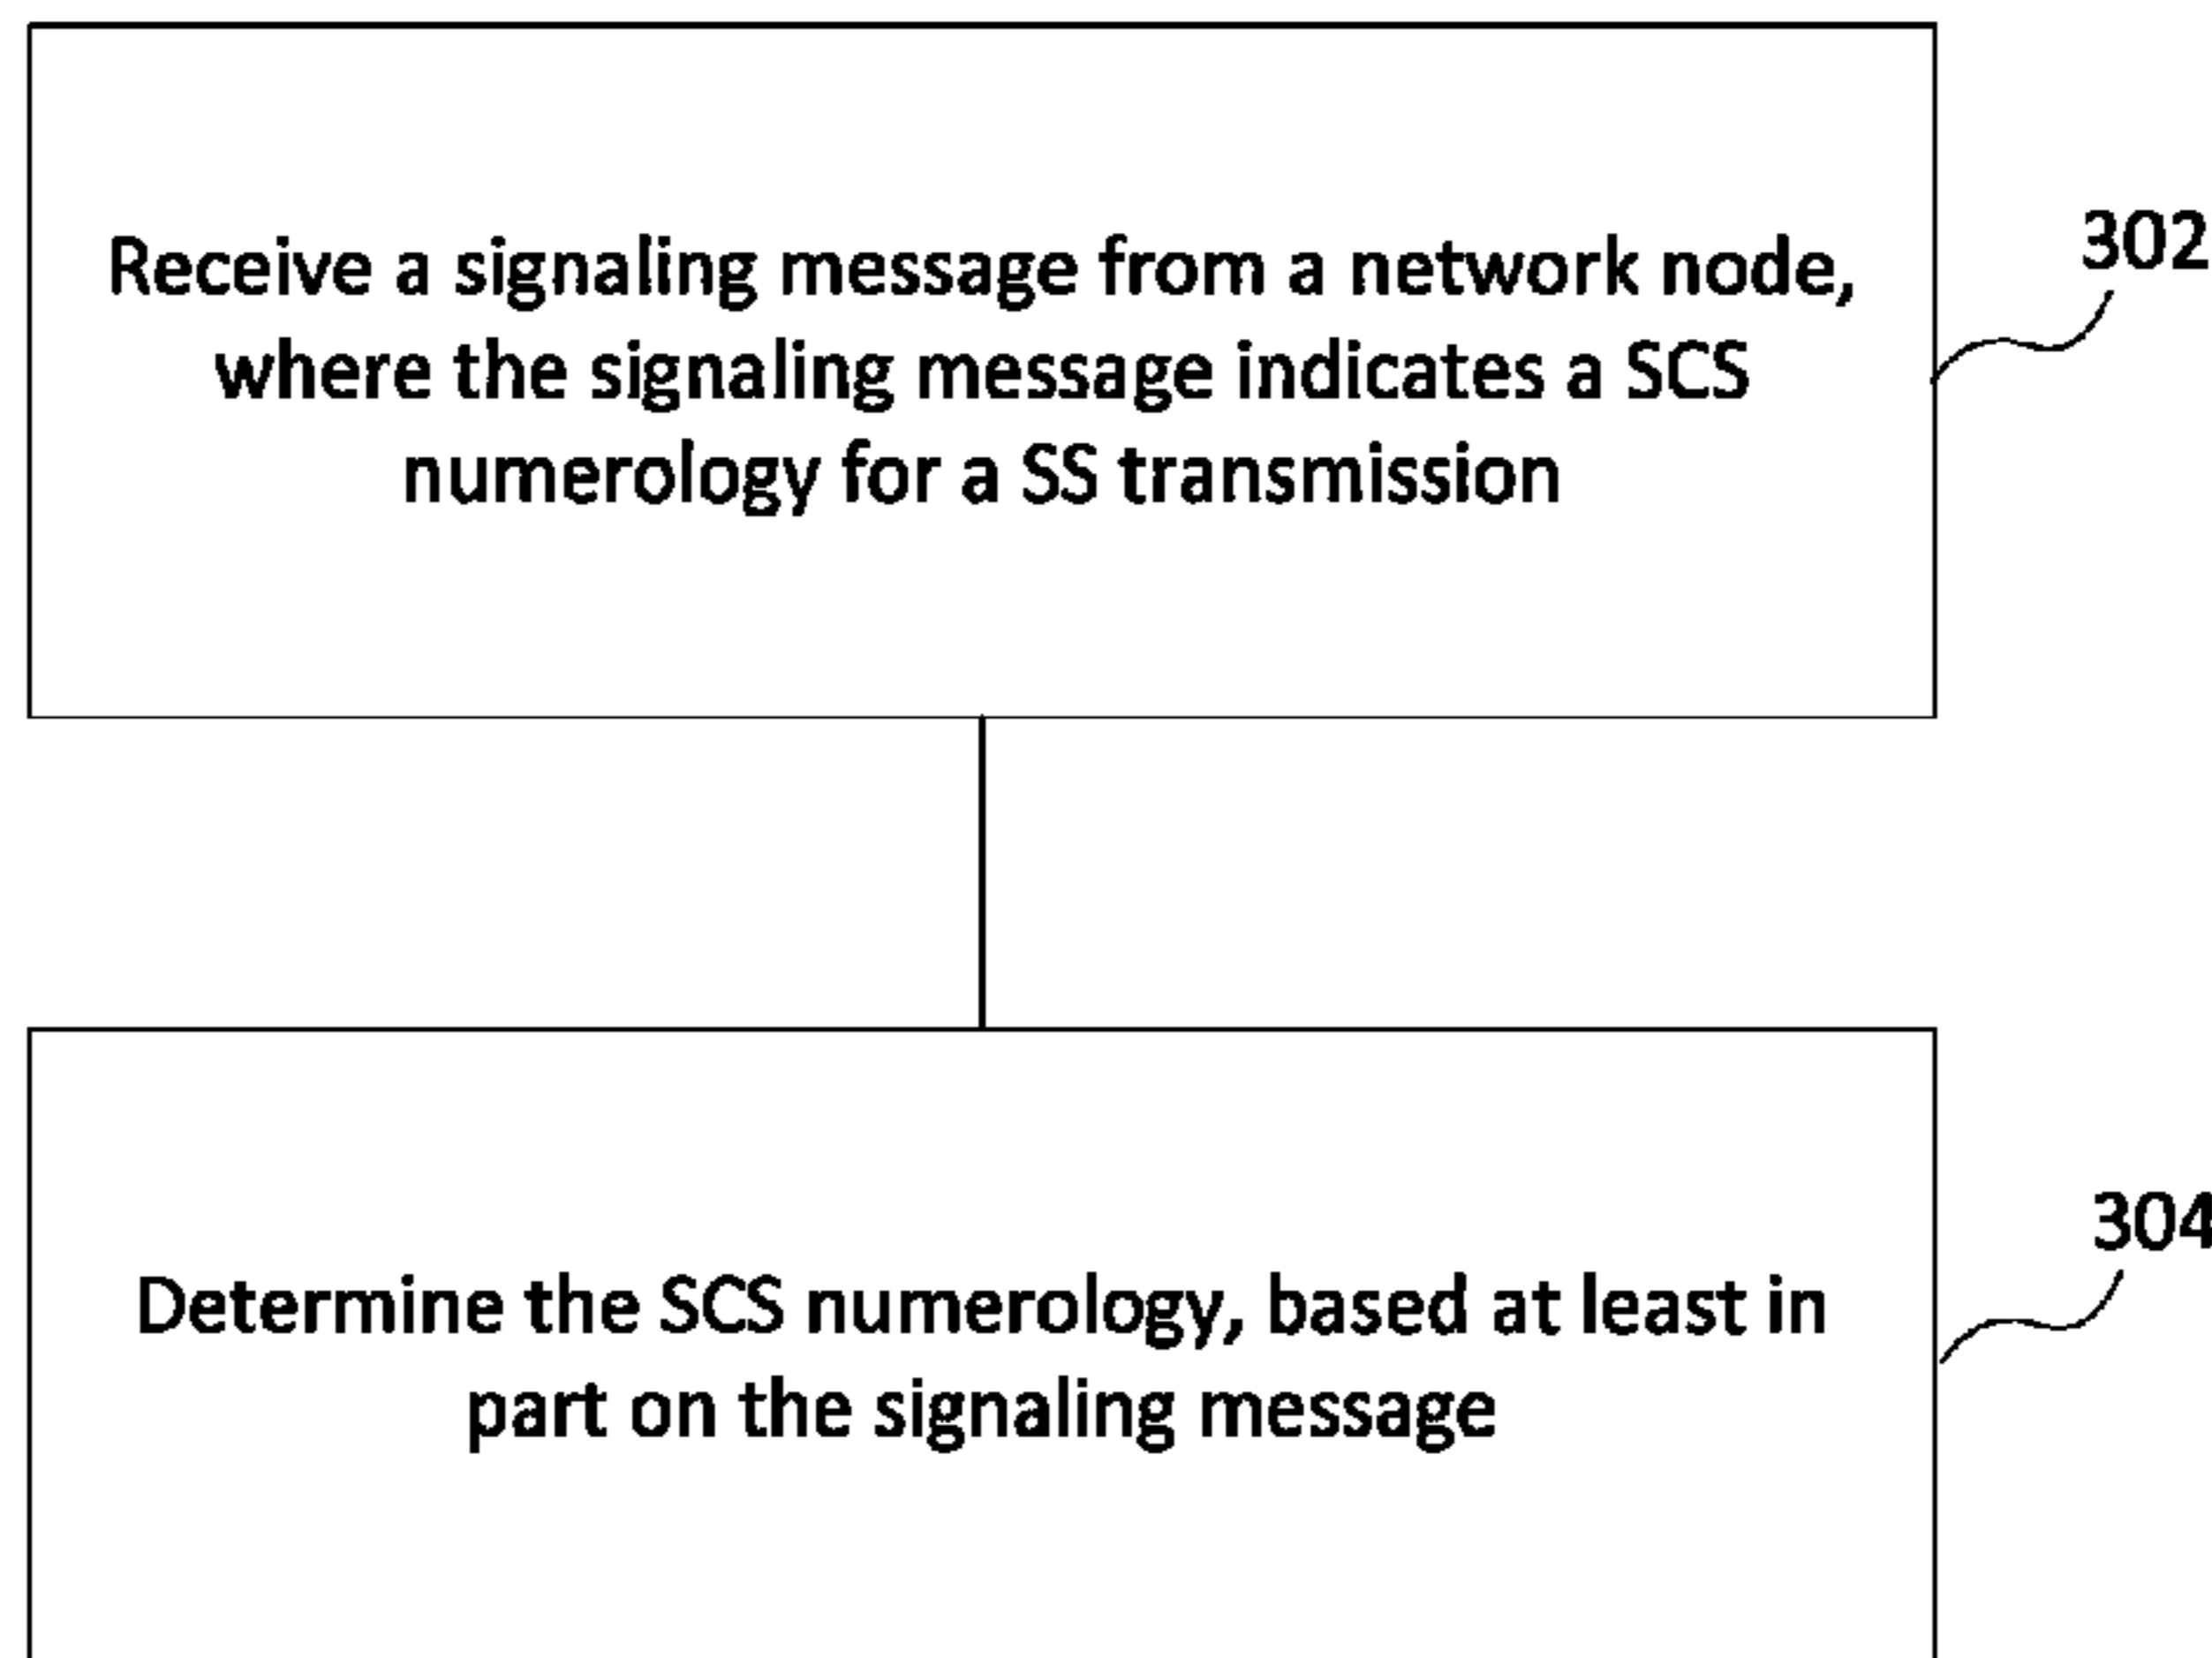 Receive a signaling message from a network node,
302
where the signaling message indicates a SCS
numerology for a SS transmission
304
Determine the SCS numerology, based at least in
part on the signaling message